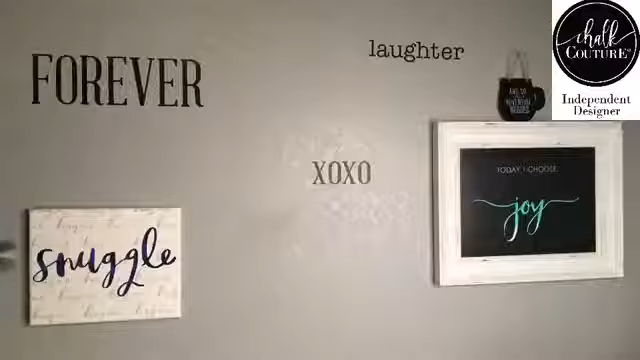 FOREVER
laughter
chalk
COUTURE
Independent
Designer
XOXO
TODAY I CHOOSE
joy
snuggle